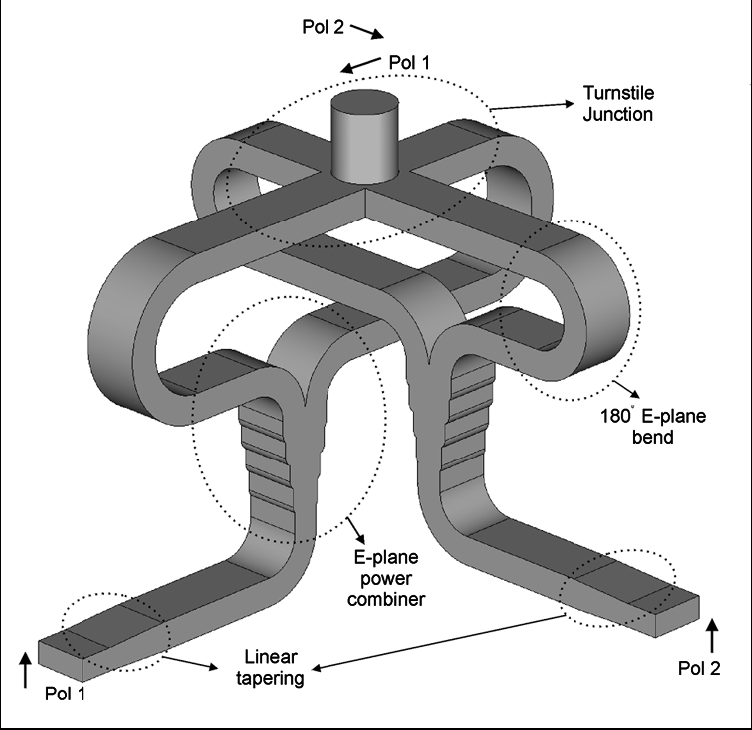 Pol 2
Pol 1
Turnstile
Junction
180° E-plane
bend
E-plane
power
combiner
Linear
tapering
Pol 1
Pol 2